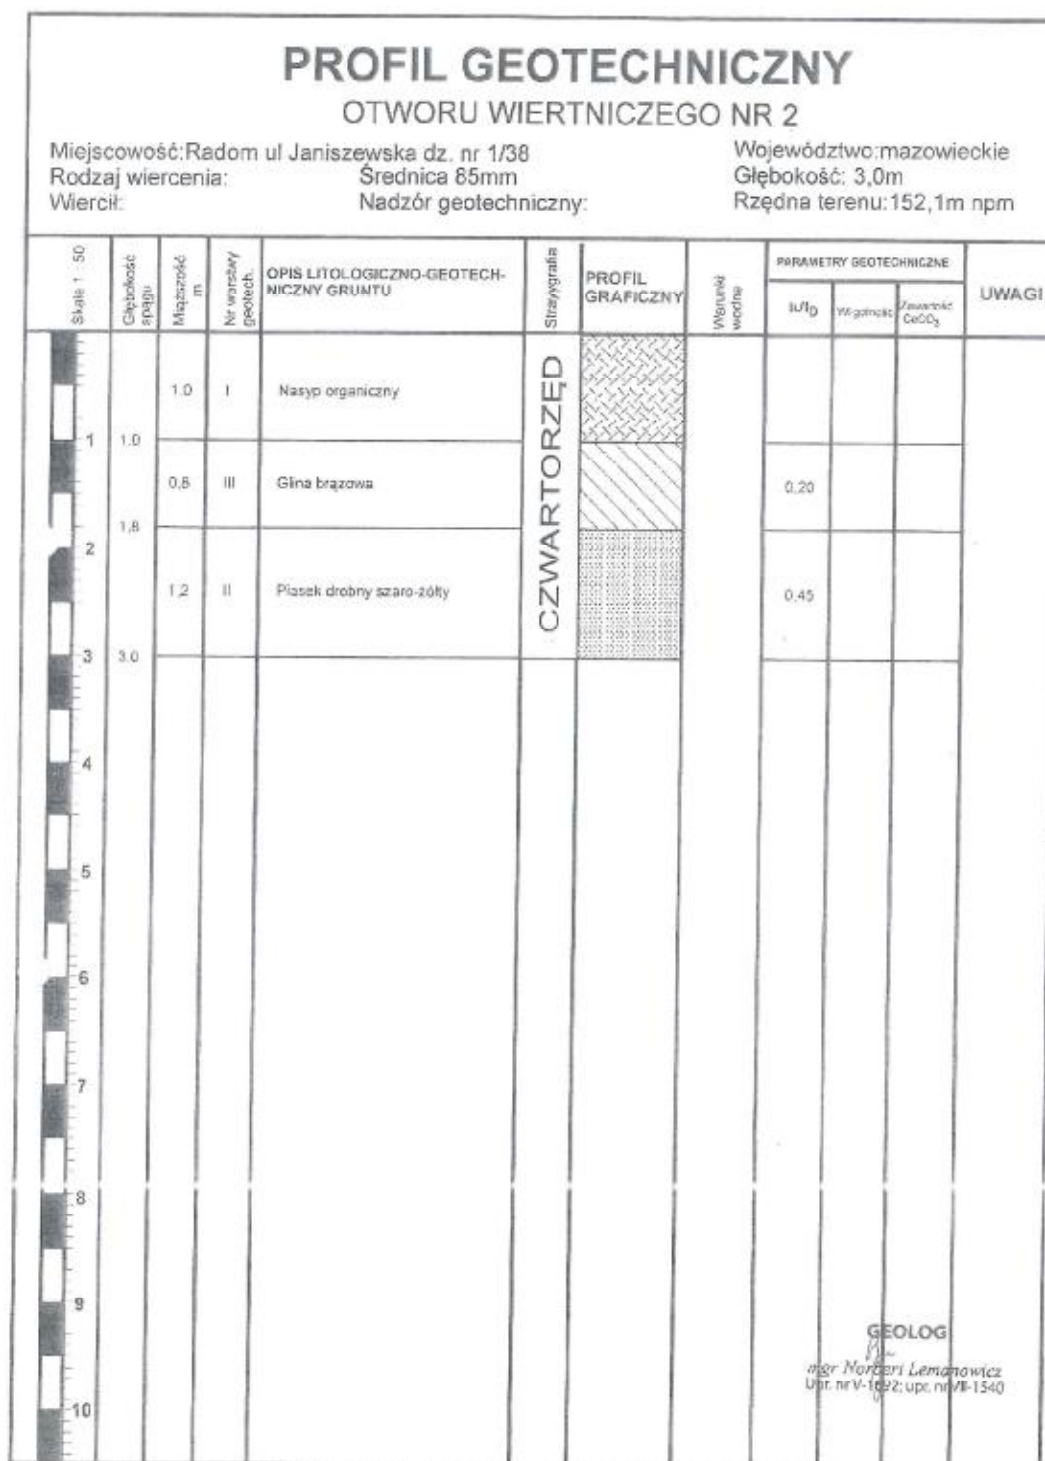 PROFIL GEOTECHNICZNY
OTWORU WIERTNICZEGO NR 2
Miejscowość:Radom ul Janiszewska dz. nr 1/38
Województwo:mazowieckie
Rodzaj wiercenia:
Średnica 85mm
Głębokość: 3,0m
Wiercił:
Nadzór geotechniczny:
Rzędna terenu:152,1m npm
Skala 1 : 50
Głębokość spągu
Miąższość m
Nr warstwy geotech.
OPIS LITOLOGICZNO-GEOTECH-
NICZNY GRUNTU
PROFIL
GRAFICZNY
Warunki wodne
PARAMETRY GEOTECHNICZNE
Zawartość
CaCO3
UWAGI
CZWARTORZĘD
1.0 I Nasyp organiczny
1 1.0
0,8 III Glina brązowa 0,20
1,8
2
1,2 II Piasek drobny szaro-żółty 0,45
3 3.0
4
5
6
7
8
9
10
GEOLOG
mgr Norbert Lemanowicz